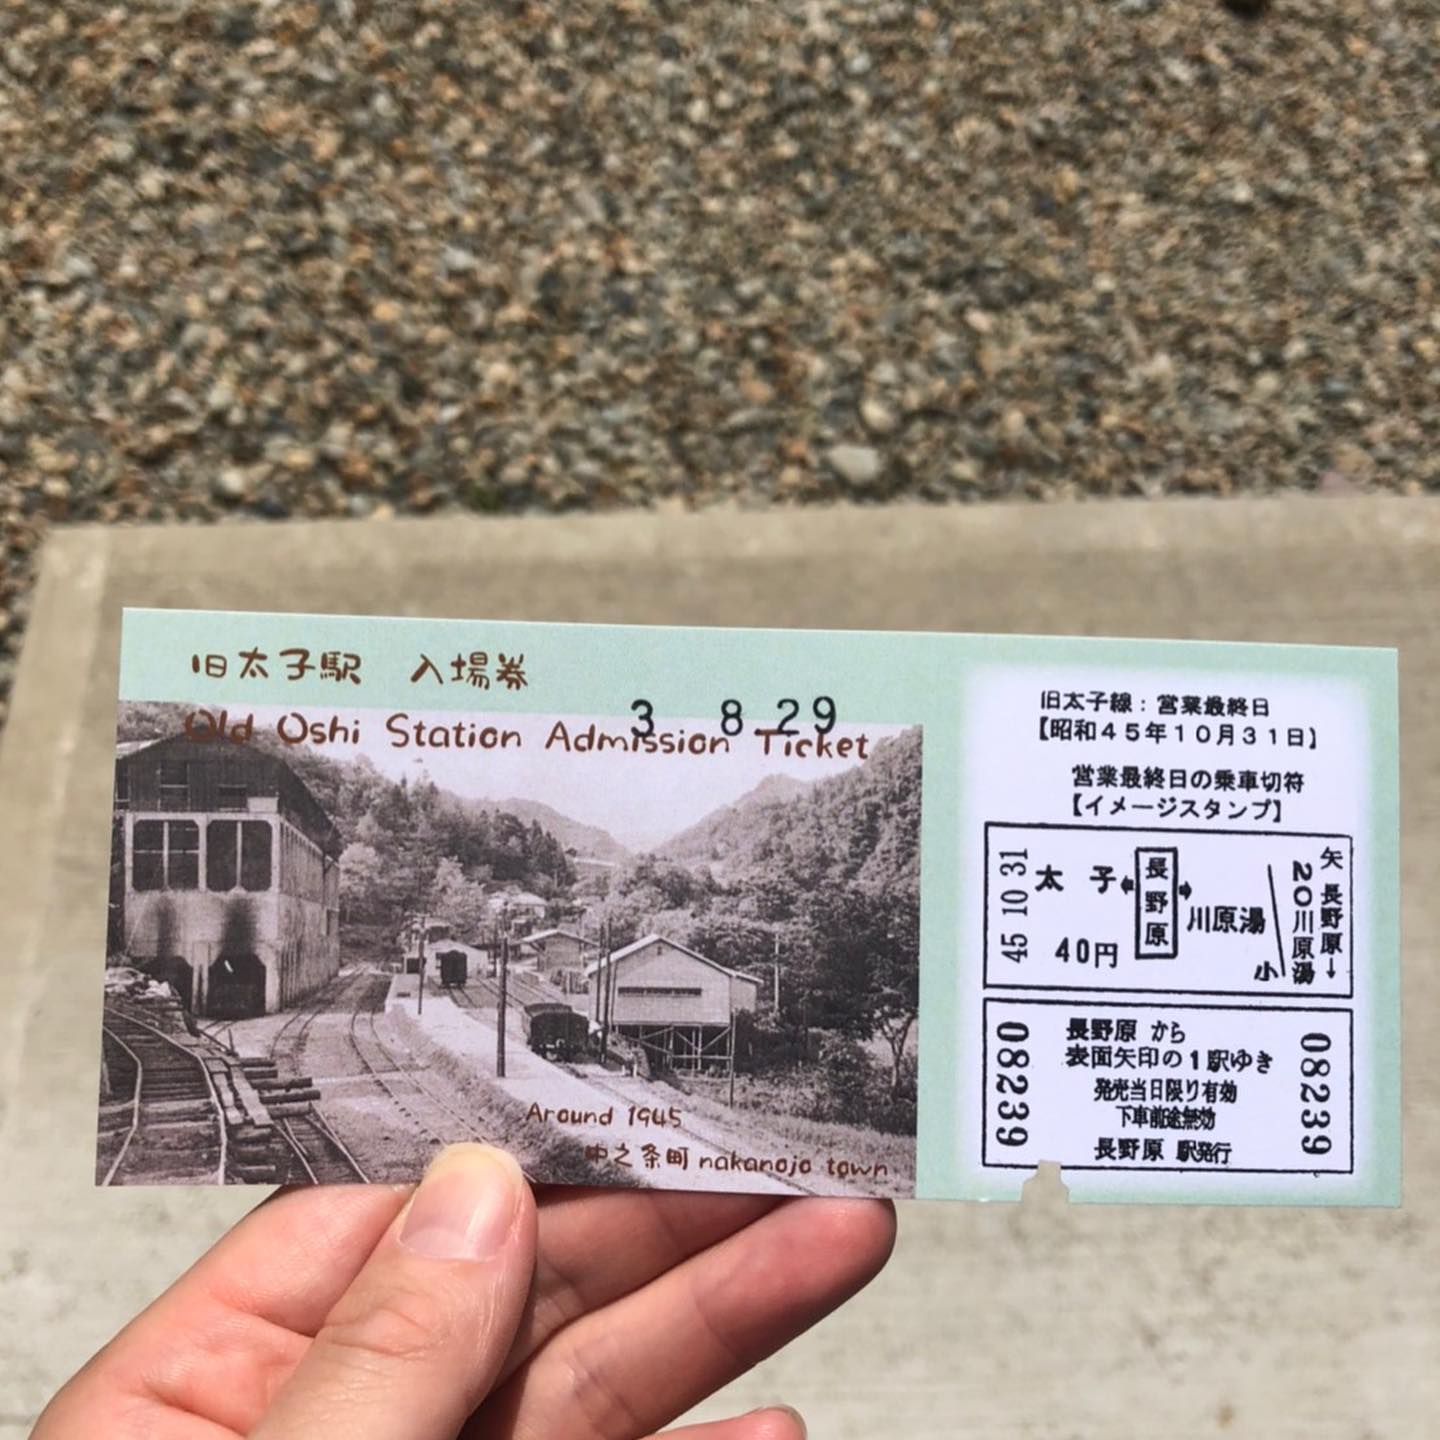 旧太子駅 入場券
3 8.29
Old Oshi Station Admission Ticket
Around 1945
中之条町 nakanojo town
旧太子線：営業最終日
【昭和45年10月31日】
営業最終日の乗車切符
【イメージスタンプ】
45 10 31
太子⇔長野原⇒川原湯
40円
小
矢 長野原→
20川原湯
08239
長野原 から
表面矢印の1駅ゆき
発売当日限り有効
下車前途無効
長野原 駅発行
08239